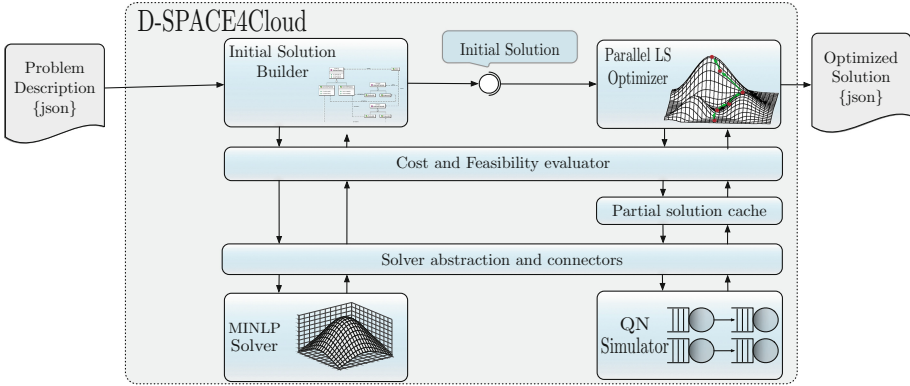 D-SPACE4Cloud
Problem
Description
{json}
Initial Solution
Builder
Initial Solution
Parallel LS
Optimizer
Optimized
Solution
{json}
Cost and Feasibility evaluator
Partial solution cache
Solver abstraction and connectors
MINLP
Solver
QN
Simulator